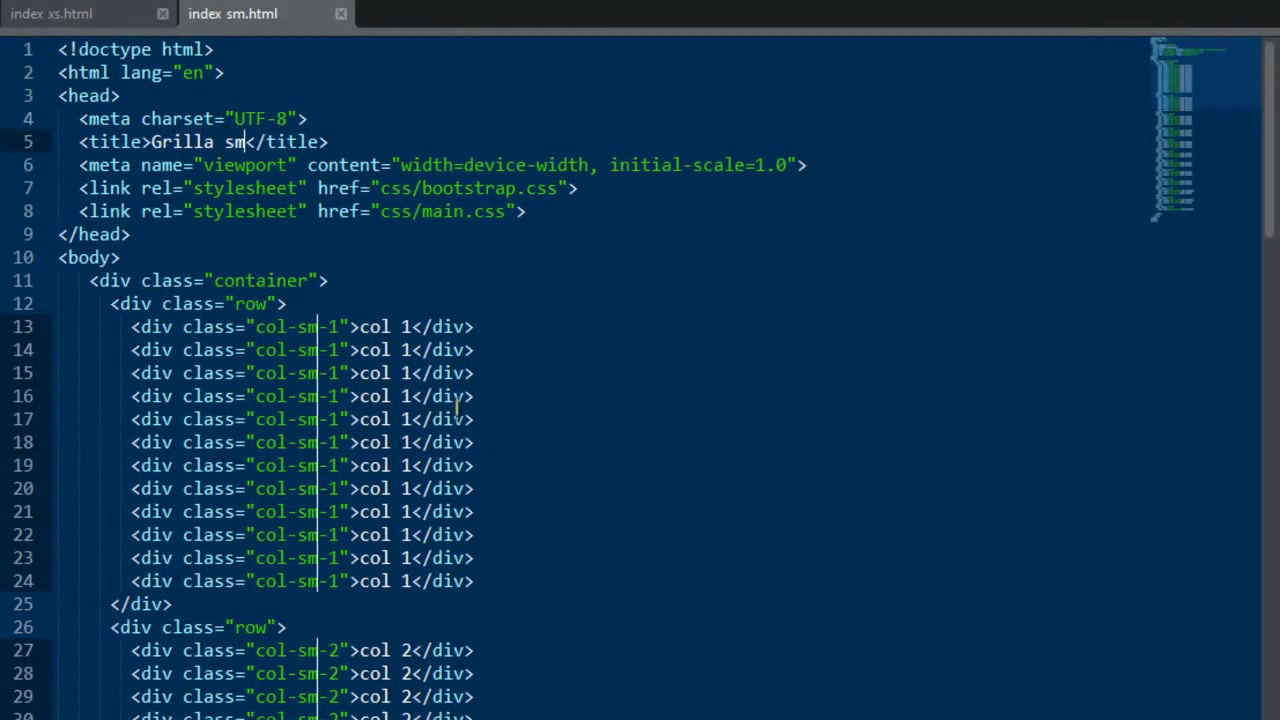 index xs.html
index sm.html
1 <!doctype html>
2 <html lang="en">
3 <head>
4 <meta charset="UTF-8">
5 <title>Grilla sm</title>
6 <meta name="viewport" content="width=device-width, initial-scale=1.0">
7 <link rel="stylesheet" href="css/bootstrap.css">
8 <link rel="stylesheet" href="css/main.css">
9 </head>
10 <body>
11 <div class="container">
12 <div class="row">
13 <div class="col-sm-1">col 1</div>
14 <div class="col-sm-1">col 1</div>
15 <div class="col-sm-1">col 1</div>
16 <div class="col-sm-1">col 1</div>
17 <div class="col-sm-1">col 1</div>
18 <div class="col-sm-1">col 1</div>
19 <div class="col-sm-1">col 1</div>
20 <div class="col-sm-1">col 1</div>
21 <div class="col-sm-1">col 1</div>
22 <div class="col-sm-1">col 1</div>
23 <div class="col-sm-1">col 1</div>
24 <div class="col-sm-1">col 1</div>
25 </div>
26 <div class="row">
27 <div class="col-sm-2">col 2</div>
28 <div class="col-sm-2">col 2</div>
29 <div class="col-sm-2">col 2</div>
30 <div class="col-sm-2">col 2</div>